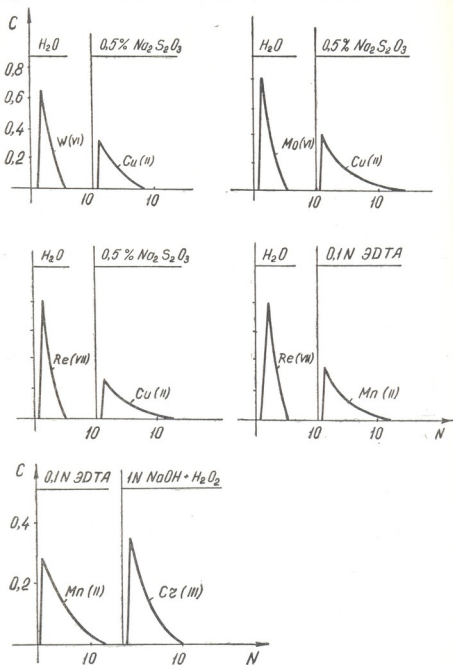 C
H₂O 0,5% Na₂S₂O₃
0,8
0,6
0,4
0,2
W(VI)
Cu(II)
10 10
H₂O 0,5% Na₂S₂O₃
Mo(VI)
Cu(II)
10 10
H₂O 0,5% Na₂S₂O₃
Re(VII)
Cu(II)
10 10
H₂O 0,1N ЭДТА
Re(VII)
Mn(II)
10 10 N
C
0,1N ЭДТА 1N NaOH+H₂O₂
0,4
0,2
Mn(II)
Cr(III)
10 10 N